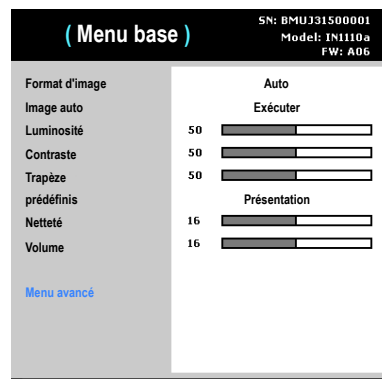 ( Menu base )
SN: BMUJ31500001
Model: IN1110a
FW: A06
Format d'image Auto
Image auto Exécuter
Luminosité 50
Contraste 50
Trapèze 50
prédéfinis Présentation
Netteté 16
Volume 16
Menu avancé